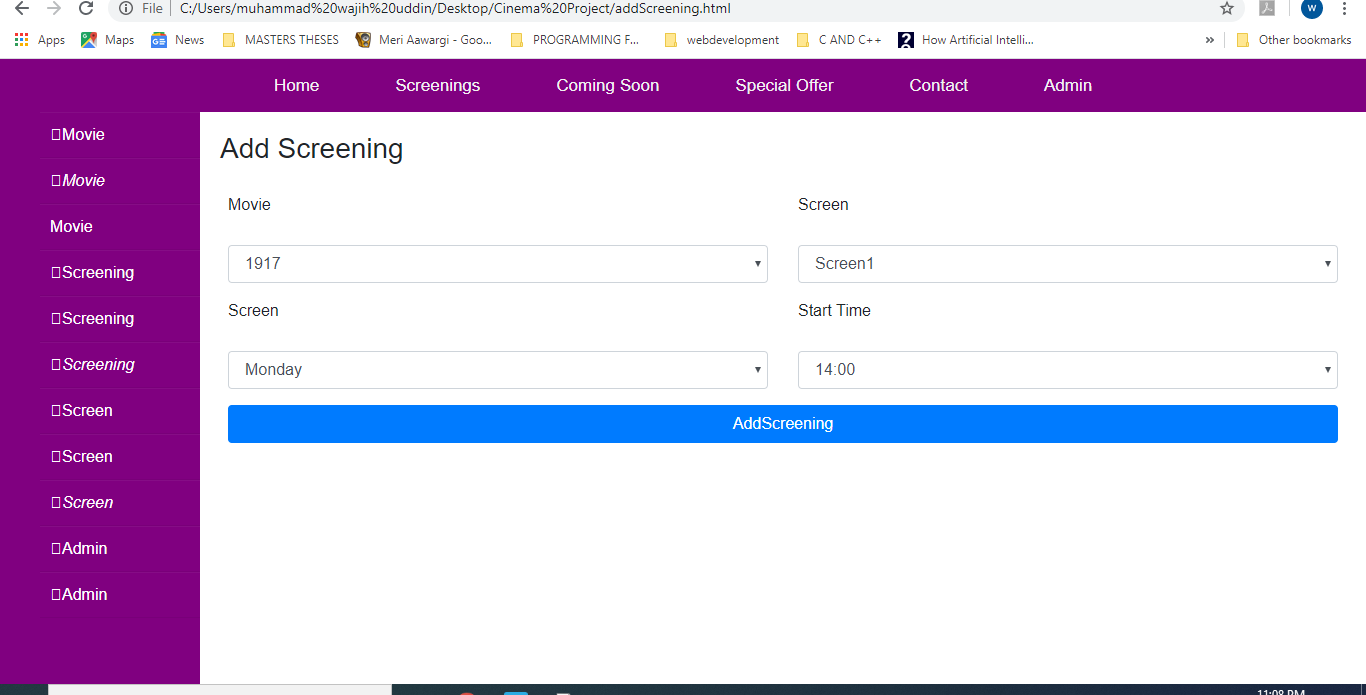 File C:/Users/muhammad%20wajih%20uddin/Desktop/Cinema%20Project/addScreening.html W
Apps Maps News MASTERS THESES Meri Aawargi - Goo... PROGRAMMING F... webdevelopment C AND C++ ? How Artificial Intelli... » Other bookmarks
Home Screenings Coming Soon Special Offer Contact Admin
Movie
Movie
Movie
Screening
Screening
Screening
Screen
Screen
Screen
Admin
Admin
Add Screening
Movie Screen
1917 Screen1
Screen Start Time
Monday 14:00
AddScreening
11:08 PM